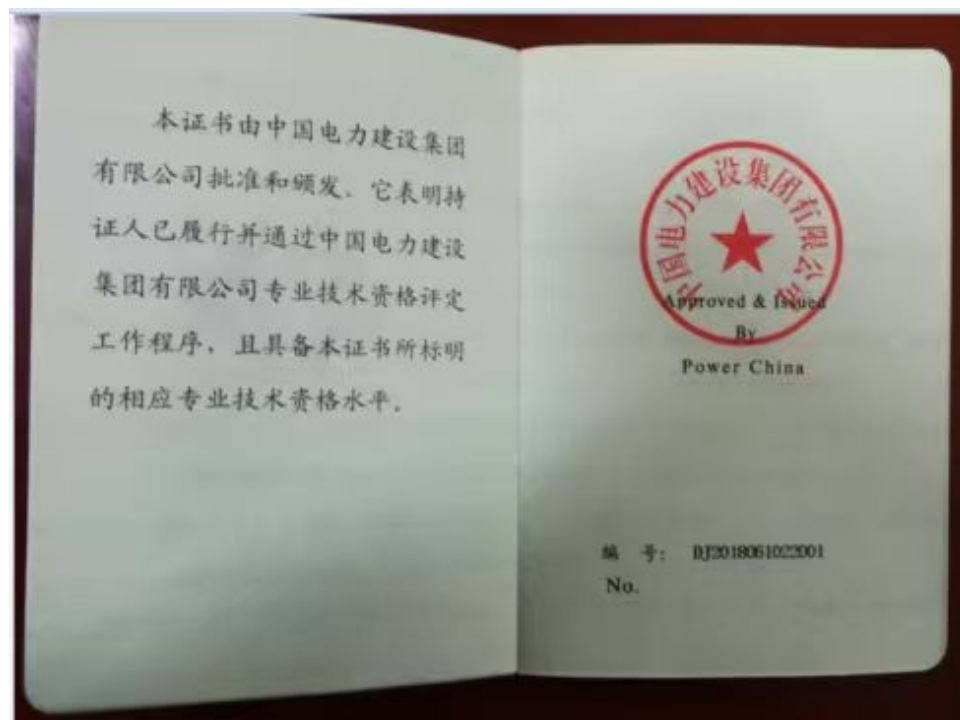 本证书由中国电力建设集团
有限公司批准和颁发。它表明持
证人已履行并通过中国电力建设
集团有限公司专业技术资格评定
工作程序，且具备本证书所标明
的相应专业技术资格水平。
中国电力建设集团有限公司
Approved & Issued
By
Power China
编 号： DJ2018061022001
No.